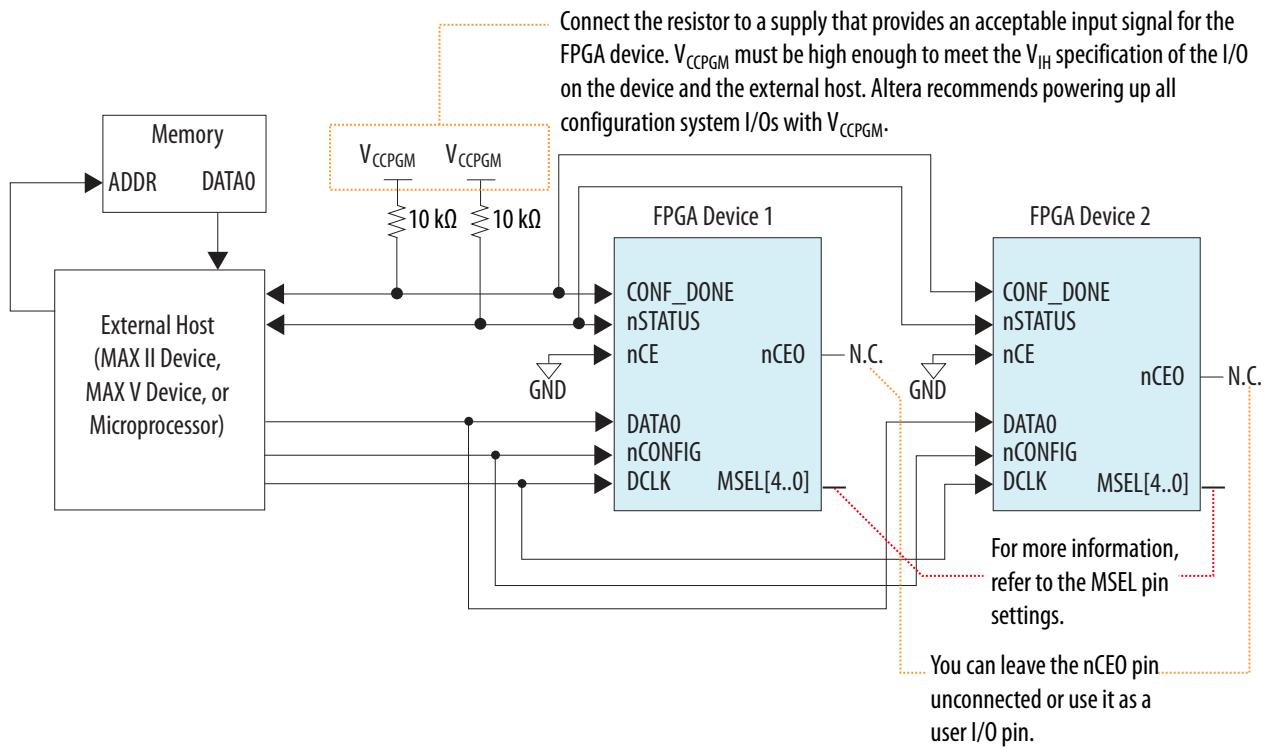 Connect the resistor to a supply that provides an acceptable input signal for the
FPGA device. VCCPGM must be high enough to meet the VIH specification of the I/O
on the device and the external host. Altera recommends powering up all
configuration system I/Os with VCCPGM.
Memory
ADDR DATA0
VCCPGM VCCPGM
10 kΩ 10 kΩ
External Host
(MAX II Device,
MAX V Device, or
Microprocessor)
FPGA Device 1
CONF_DONE
nSTATUS
nCE nCEO N.C.
GND
DATA0
nCONFIG
DCLK MSEL[4..0]
FPGA Device 2
CONF_DONE
nSTATUS
nCE
nCEO N.C.
GND
DATA0
nCONFIG
DCLK MSEL[4..0]
For more information,
refer to the MSEL pin
settings.
You can leave the nCEO pin
unconnected or use it as a
user I/O pin.